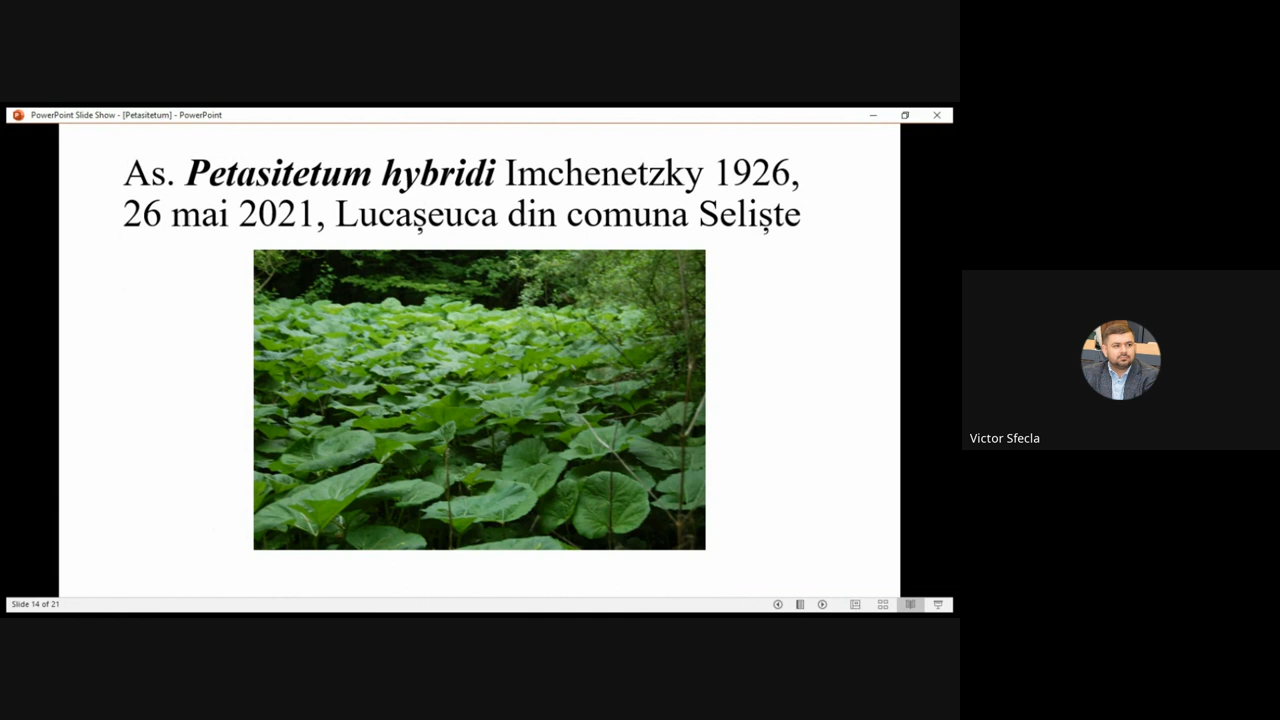 PowerPoint Slide Show - [Petasitetum] - PowerPoint
As. Petasitetum hybridi Imchenetzky 1926,
26 mai 2021, Lucașeuca din comuna Seliște
Victor Sfecla
Slide 14 of 21